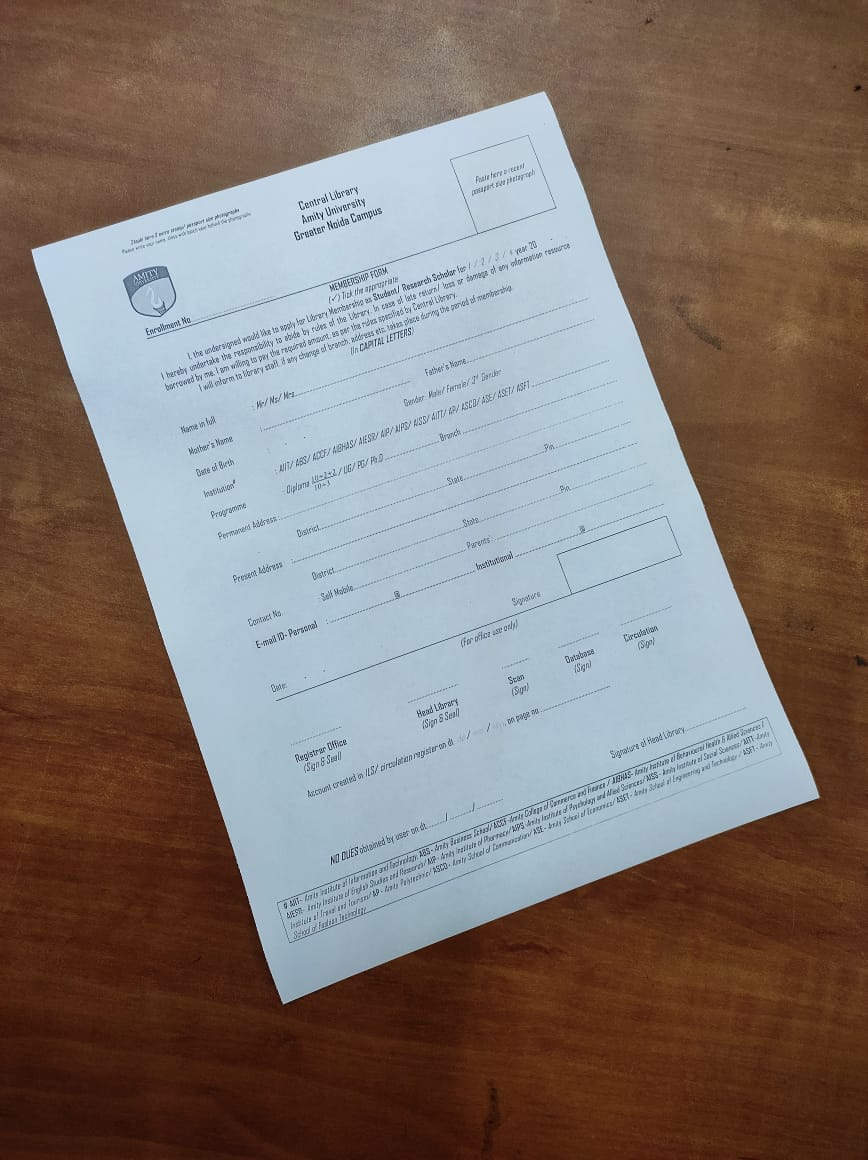 Staple here 2 extra stamp/ passport size photographs
Please write your name, class with batch year behind the photographs
Central Library
Amity University
Greater Noida Campus
Paste here a recent
passport size photograph
AMITY
MEMBERSHIP FORM
(✓) Tick the appropriate
Enrollment No
I, the undersigned would like to apply for Library Membership as Student/ Research Scholar for 1 / 2 / 3 / 4 year 20
I hereby undertake the responsibility to abide by rules of the Library. In case of late return/ loss or damage of any information resource
borrowed by me, I am willing to pay the required amount, as per the rules specified by Central Library.
I will inform to library staff, if any change of branch, address etc. takes place during the period of membership.
(In CAPITAL LETTERS)
Name in full : Mr/ Ms/ Mrs
Mother's Name : Father's Name
Date of Birth : Gender: Male/ Female/ 3rd Gender
Institution# : AIIT/ ABS/ ACCF/ AIBHAS/ AIESR/ AIP/ AIPS/ AISS/ AITT/ AP/ ASCO/ ASE/ ASET/ ASFT
Programme : Diploma 10+2+2/10+3 / UG/ PG/ Ph.D Branch
Permanent Address :
District State Pin
Present Address :
District State Pin
Contact No. Self Mobile Parents
E-mail ID- Personal : @ Institutional @
Signature
Date:
(For office use only)
Registrar Office Head Library Scan Database Circulation
(Sign & Seal) (Sign & Seal) (Sign) (Sign) (Sign)
Account created in ILS/ circulation register on dt. / / on page no
Signature of Head Library
NO DUES obtained by user on dt. / /
# AIIT- Amity Institute of Information and Technology, ABS - Amity Business School/ ACCF-Amity College of Commerce and Finance / AIBHAS- Amity Institute of Behavioural Health & Allied Sciences /
AIESR- Amity Institute of English Studies and Research/ AIP - Amity Institute of Pharmacy/ AIPS -Amity Institute of Psychology and Allied Sciences/ AISS- Amity Institute of Social Sciences/ AITT -Amity
Institute of Travel and Tourism/ AP - Amity Polytechnic/ ASCO- Amity School of Communication/ ASE- Amity School of Economics/ ASET- Amity School of Engineering and Technology / ASFT - Amity
School of Fashion Technology